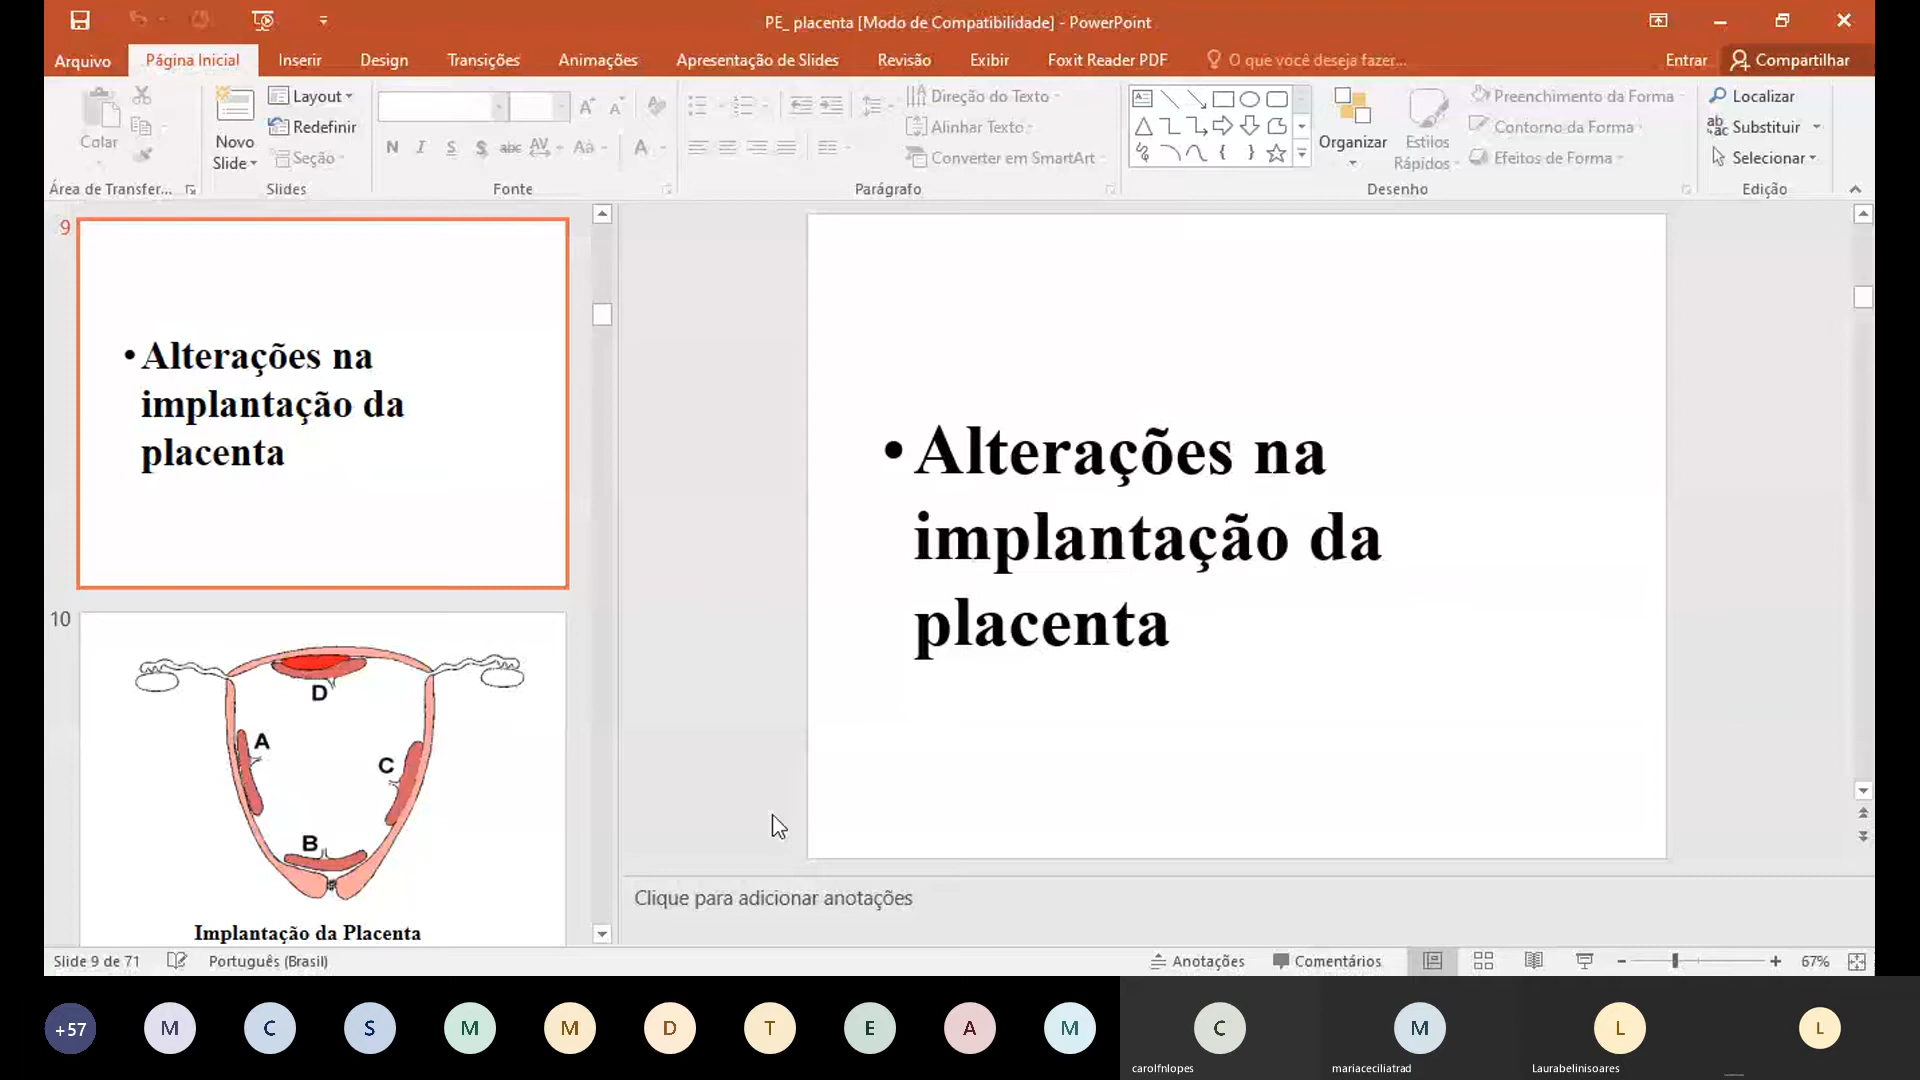 PE_ placenta [Modo de Compatibilidade] - PowerPoint
Arquivo Página Inicial Inserir Design Transições Animações Apresentação de Slides Revisão Exibir Foxit Reader PDF O que você deseja fazer... Entrar Compartilhar
Colar
Novo
Slide
Layout
Redefinir
Seção
N I S S abc AV Aa A
Direção do Texto
Alinhar Texto
Converter em SmartArt
Organizar
Estilos
Rápidos
Preenchimento da Forma
Contorno da Forma
Efeitos de Forma
Localizar
Substituir
Selecionar
Área de Transfer... Slides Fonte Parágrafo Desenho Edição
9
• Alterações na
implantação da
placenta
10
D
A
C
B
Implantação da Placenta
• Alterações na
implantação da
placenta
Clique para adicionar anotações
Slide 9 de 71 Português (Brasil) Anotações Comentários 67%
+57 M C S M M D T E A M C M L L
carolfnlopes mariaceciliatrad Laurabelinisoares